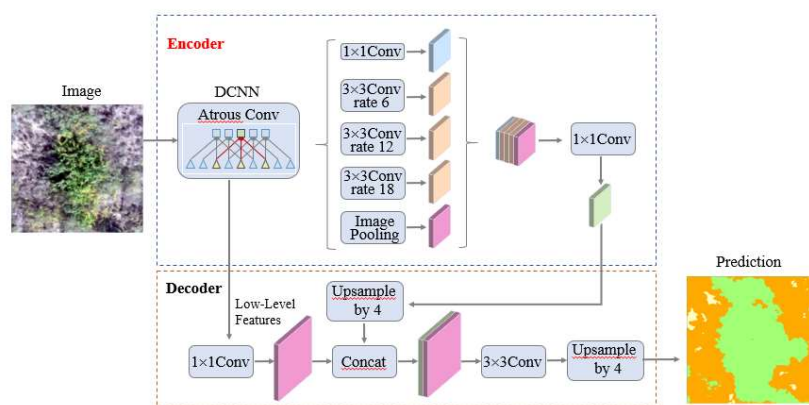 Encoder
Image
DCNN
Atrous Conv
1×1Conv
3×3Conv
rate 6
3×3Conv
rate 12
3×3Conv
rate 18
Image
Pooling
1×1Conv
Prediction
Decoder
Low-Level
Features
Upsample
by 4
1×1Conv
Concat
3×3Conv
Upsample
by 4